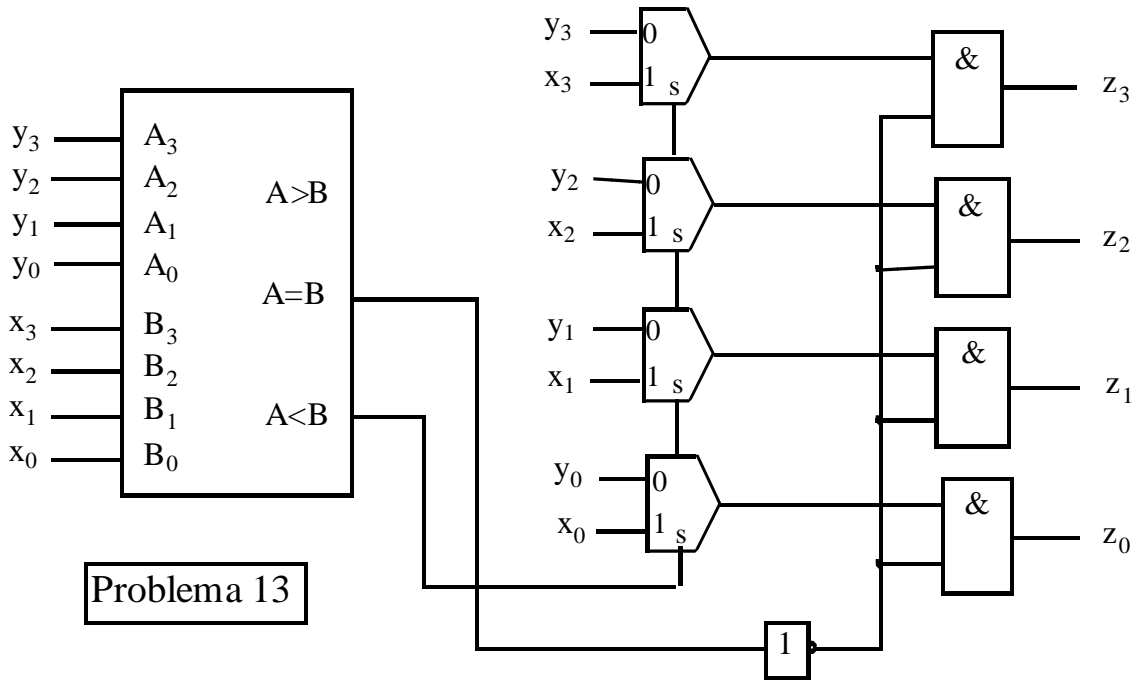 y₃
A₃
y₂
A₂
y₁
A₁
y₀
A₀
x₃
B₃
x₂
B₂
x₁
B₁
x₀
B₀
A>B
A=B
A<B
Problema 13
y₃
0
x₃
1
s
y₂
0
x₂
1
s
y₁
0
x₁
1
s
y₀
0
x₀
1
s
1
&
z₃
&
z₂
&
z₁
&
z₀